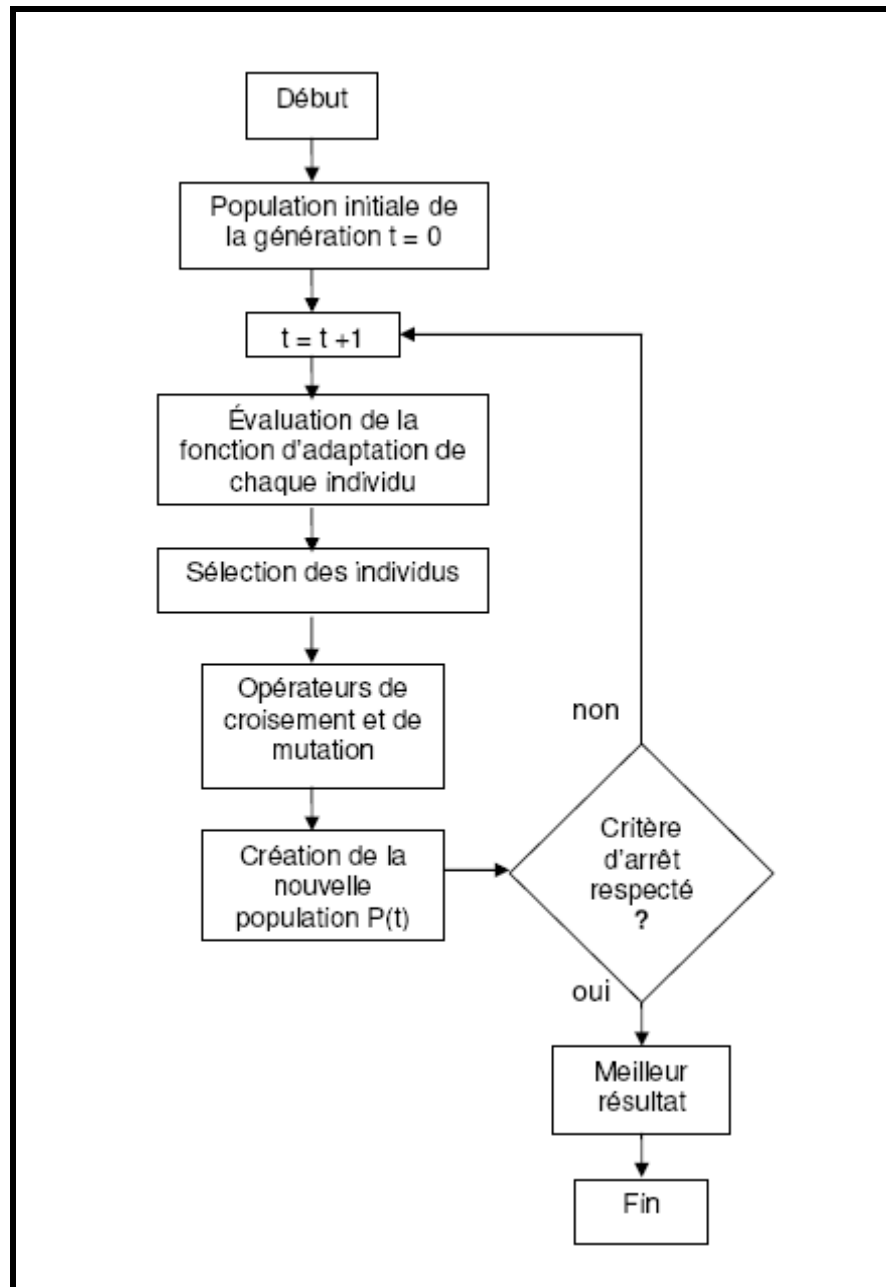 Début
Population initiale de
la génération t = 0
t = t +1
Évaluation de la
fonction d'adaptation de
chaque individu
Sélection des individus
Opérateurs de
croisement et de
mutation
Création de la
nouvelle
population P(t)
non
Critère
d'arrêt
respecté
?
oui
Meilleur
résultat
Fin